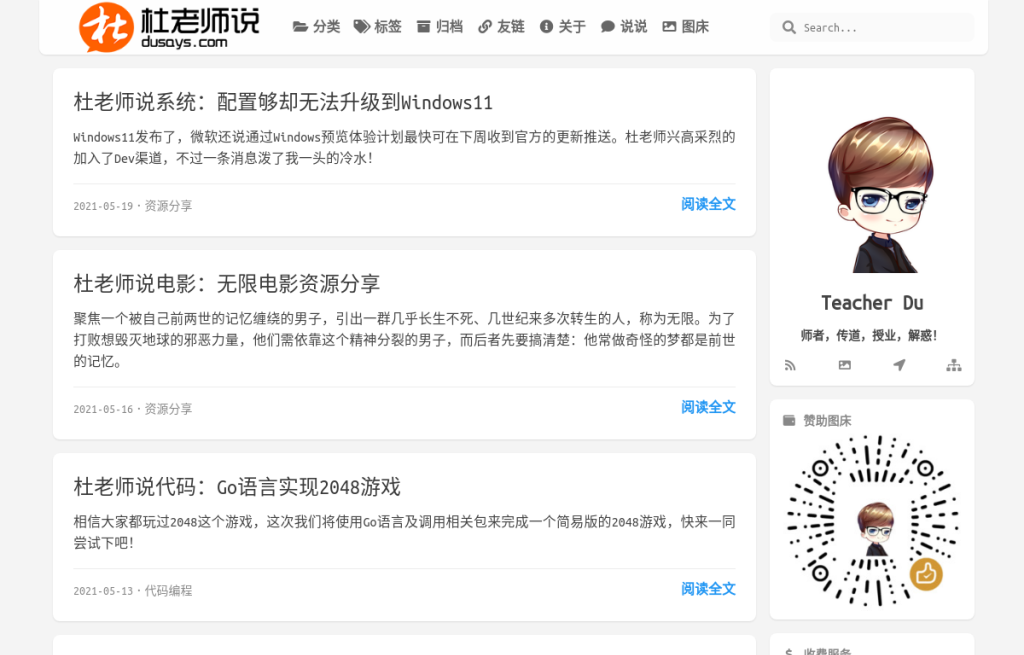 杜
杜老师说
dusays.com
分类 标签 归档 友链 关于 说说 图床
Search...
杜老师说系统：配置够却无法升级到Windows11
Windows11发布了，微软还说通过Windows预览体验计划最快可在下周收到官方的更新推送。杜老师兴高采烈的
加入了Dev渠道，不过一条消息泼了我一头的冷水！
2021-05-19 · 资源分享
阅读全文
杜老师说电影：无限电影资源分享
聚焦一个被自己前两世的记忆缠绕的男子，引出一群几乎长生不死、几世纪来多次转生的人，称为无限。为了
打败想毁灭地球的邪恶力量，他们需依靠这个精神分裂的男子，而后者先要搞清楚：他常做奇怪的梦都是前世
的记忆。
2021-05-16 · 资源分享
阅读全文
杜老师说代码：Go语言实现2048游戏
相信大家都玩过2048这个游戏，这次我们将使用Go语言及调用相关包来完成一个简易版的2048游戏，快来一同
尝试下吧！
2021-05-13 · 代码编程
阅读全文
Teacher Du
师者，传道，授业，解惑！
赞助图床
收费服务